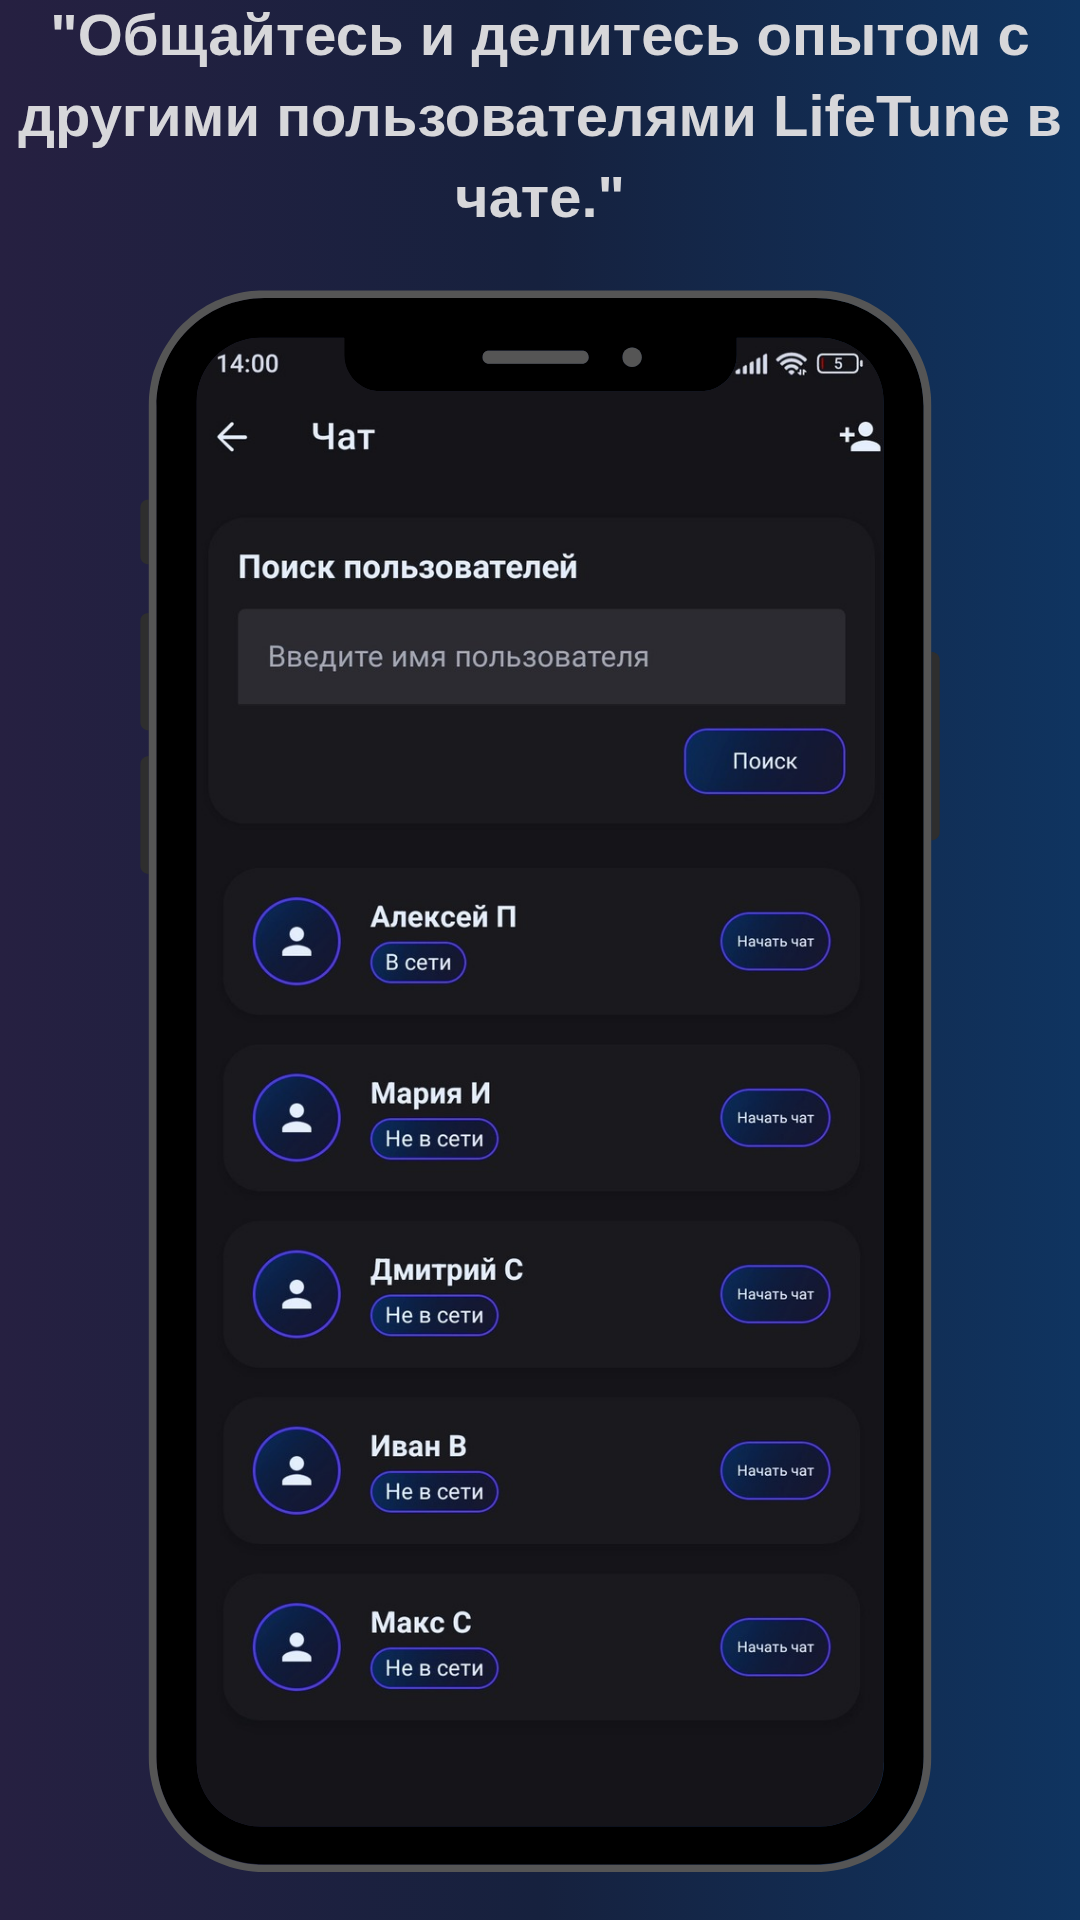 "Общайтесь и делитесь опытом с
другими пользователями LifeTune в
чате."
14:00
5
Чат
Поиск пользователей
Введите имя пользователя
Поиск
Алексей П
В сети
Начать чат
Мария И
Не в сети
Начать чат
Дмитрий С
Не в сети
Начать чат
Иван В
Не в сети
Начать чат
Макс С
Не в сети
Начать чат